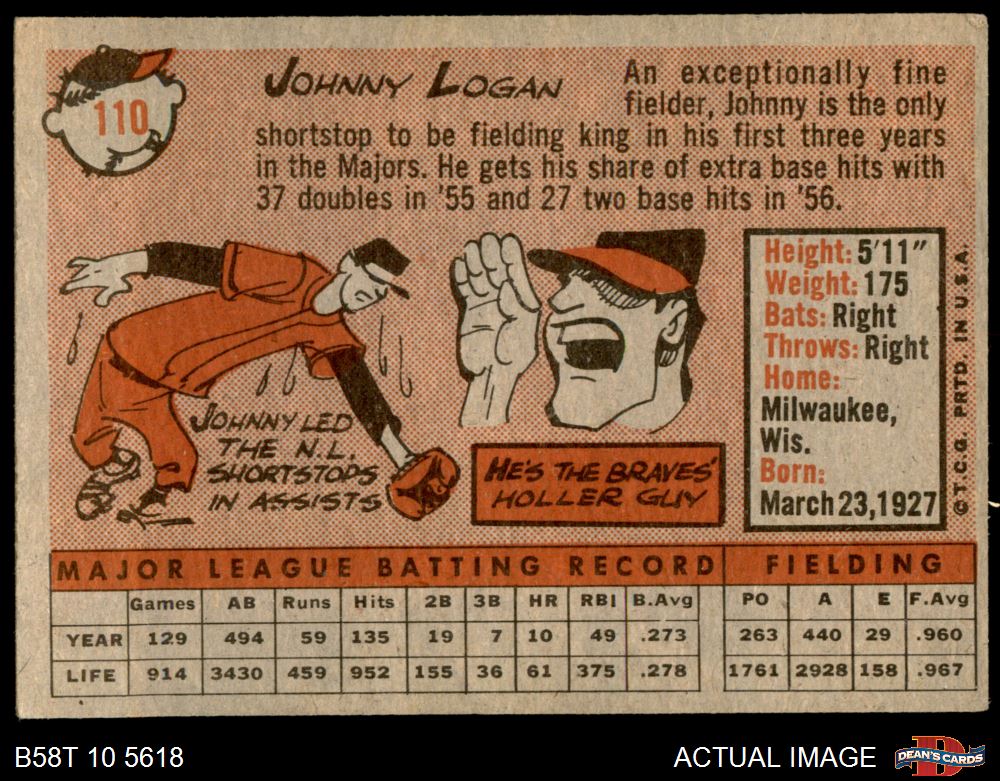 110
JOHNNY LOGAN
An exceptionally fine
fielder, Johnny is the only
shortstop to be fielding king in his first three years
in the Majors. He gets his share of extra base hits with
37 doubles in '55 and 27 two base hits in '56.
JOHNNY LED
THE N.L.
SHORTSTOPS
IN ASSISTS
HE'S THE BRAVES'
HOLLER GUY
Height: 5'11"
Weight: 175
Bats: Right
Throws: Right
Home:
Milwaukee,
Wis.
Born:
March 23, 1927
©T.C.G. PRTD. IN U.S.A.
MAJOR LEAGUE BATTING RECORD FIELDING
Games AB Runs Hits 2B 3B HR RBI B.Avg PO A E F.Avg
YEAR 129 494 59 135 19 7 10 49 .273 263 440 29 .960
LIFE 914 3430 459 952 155 36 61 375 .278 1761 2928 158 .967
B58T 10 5618 ACTUAL IMAGE DEAN'S CARDS